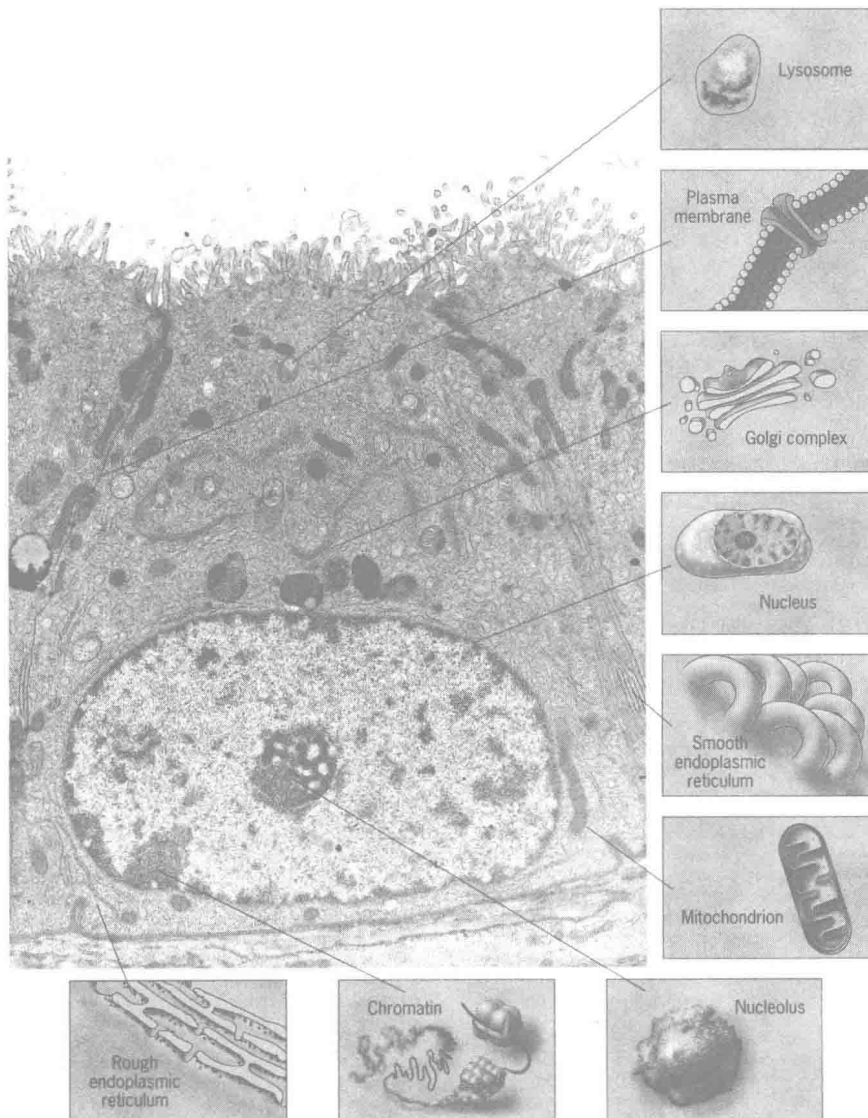 Lysosome
Plasma
membrane
Golgi complex
Nucleus
Smooth
endoplasmic
reticulum
Mitochondrion
Rough
endoplasmic
reticulum
Chromatin
Nucleolus